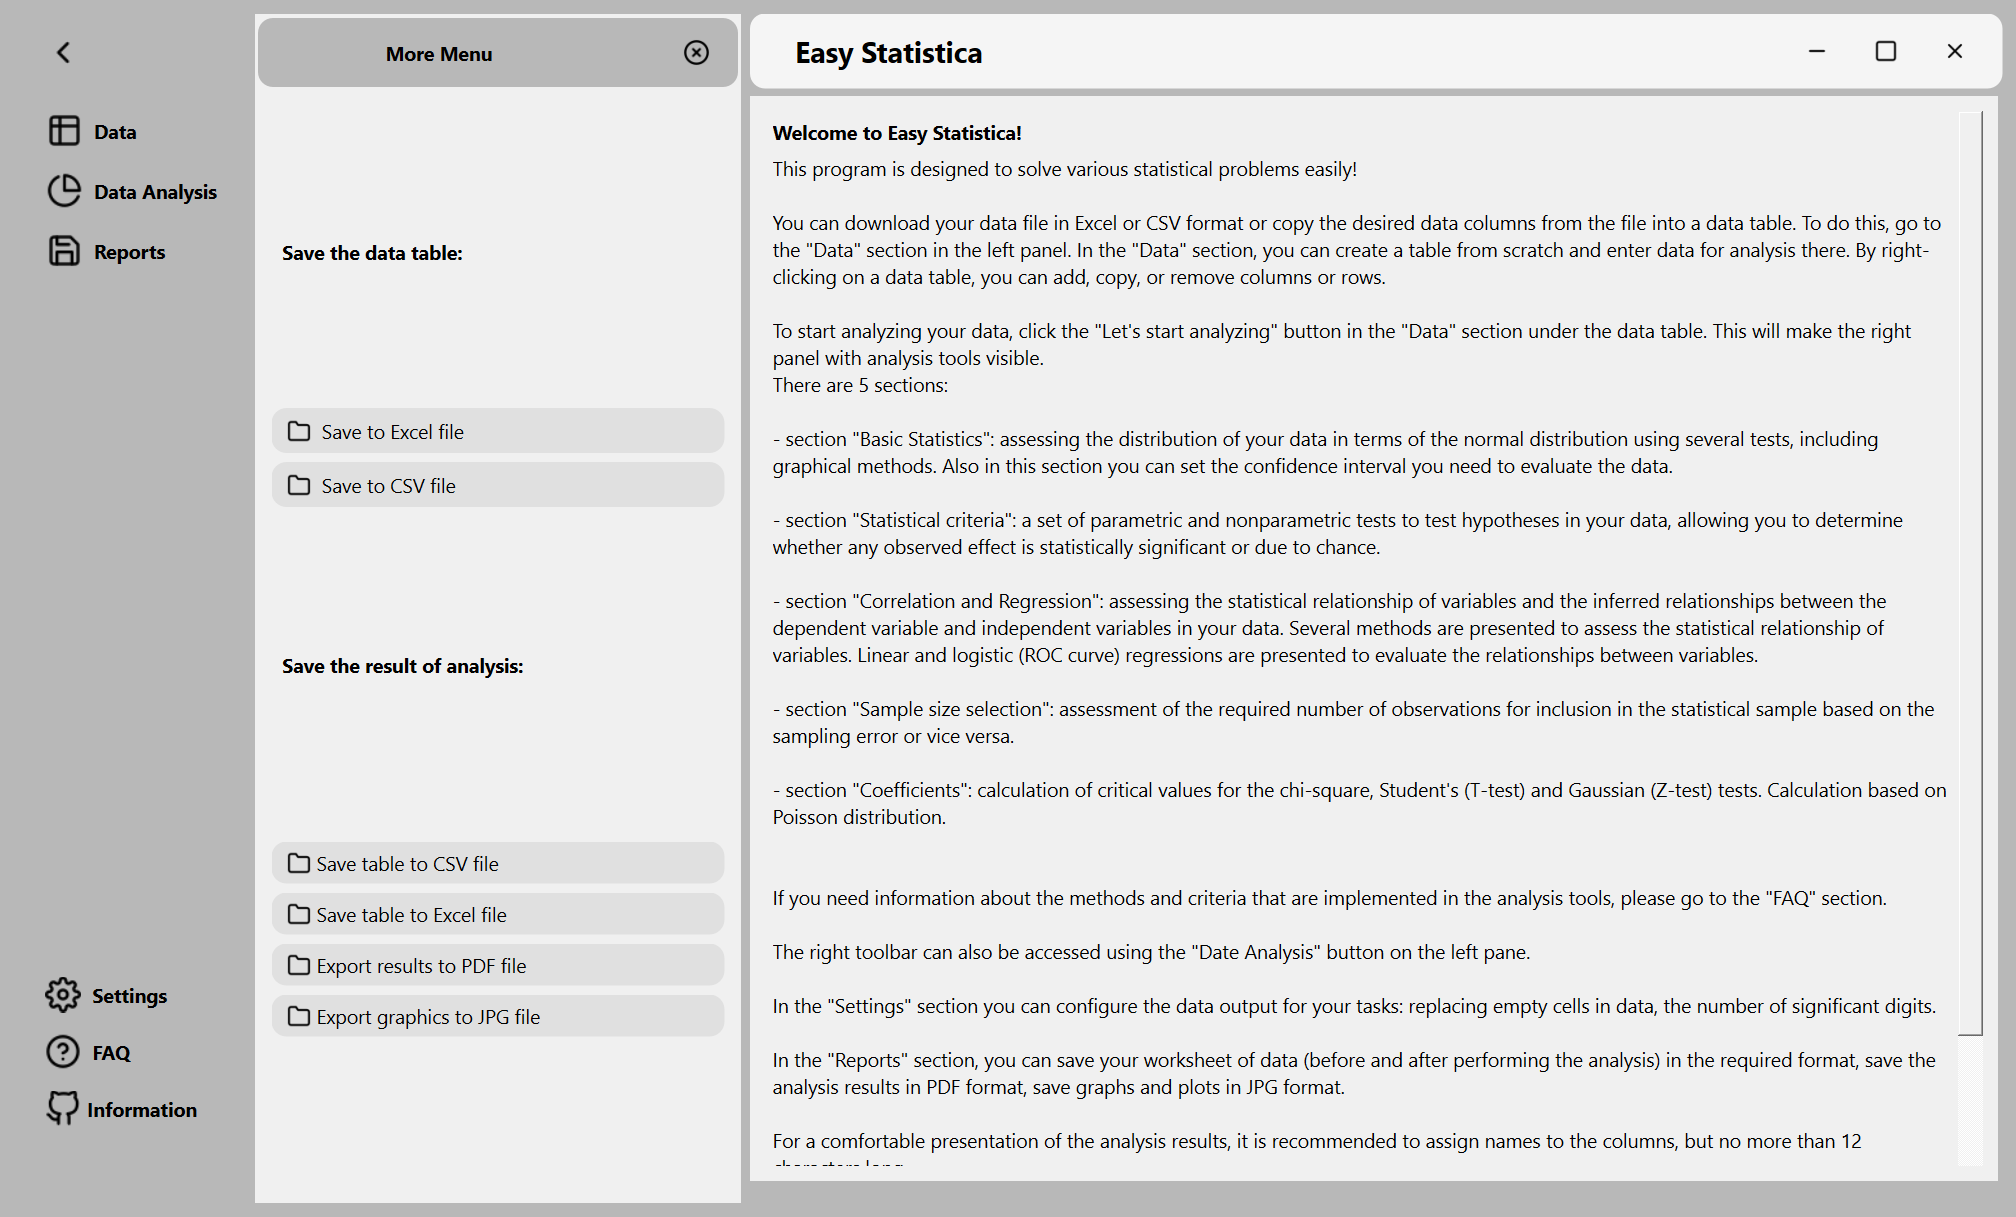 Data
Data Analysis
Reports
Settings
FAQ
Information
More Menu
Save the data table:
Save to Excel file
Save to CSV file
Save the result of analysis:
Save table to CSV file
Save table to Excel file
Export results to PDF file
Export graphics to JPG file
Easy Statistica
Welcome to Easy Statistica!
This program is designed to solve various statistical problems easily!
You can download your data file in Excel or CSV format or copy the desired data columns from the file into a data table. To do this, go to
the "Data" section in the left panel. In the "Data" section, you can create a table from scratch and enter data for analysis there. By right-
clicking on a data table, you can add, copy, or remove columns or rows.
To start analyzing your data, click the "Let's start analyzing" button in the "Data" section under the data table. This will make the right
panel with analysis tools visible.
There are 5 sections:
- section "Basic Statistics": assessing the distribution of your data in terms of the normal distribution using several tests, including
graphical methods. Also in this section you can set the confidence interval you need to evaluate the data.
- section "Statistical criteria": a set of parametric and nonparametric tests to test hypotheses in your data, allowing you to determine
whether any observed effect is statistically significant or due to chance.
- section "Correlation and Regression": assessing the statistical relationship of variables and the inferred relationships between the
dependent variable and independent variables in your data. Several methods are presented to assess the statistical relationship of
variables. Linear and logistic (ROC curve) regressions are presented to evaluate the relationships between variables.
- section "Sample size selection": assessment of the required number of observations for inclusion in the statistical sample based on the
sampling error or vice versa.
- section "Coefficients": calculation of critical values for the chi-square, Student's (T-test) and Gaussian (Z-test) tests. Calculation based on
Poisson distribution.
If you need information about the methods and criteria that are implemented in the analysis tools, please go to the "FAQ" section.
The right toolbar can also be accessed using the "Date Analysis" button on the left pane.
In the "Settings" section you can configure the data output for your tasks: replacing empty cells in data, the number of significant digits.
In the "Reports" section, you can save your worksheet of data (before and after performing the analysis) in the required format, save the
analysis results in PDF format, save graphs and plots in JPG format.
For a comfortable presentation of the analysis results, it is recommended to assign names to the columns, but no more than 12